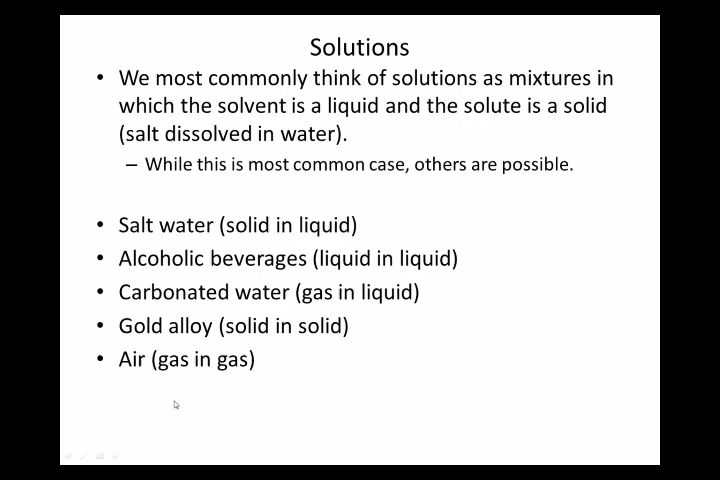 Solutions
• We most commonly think of solutions as mixtures in
which the solvent is a liquid and the solute is a solid
(salt dissolved in water).
– While this is most common case, others are possible.
• Salt water (solid in liquid)
• Alcoholic beverages (liquid in liquid)
• Carbonated water (gas in liquid)
• Gold alloy (solid in solid)
• Air (gas in gas)